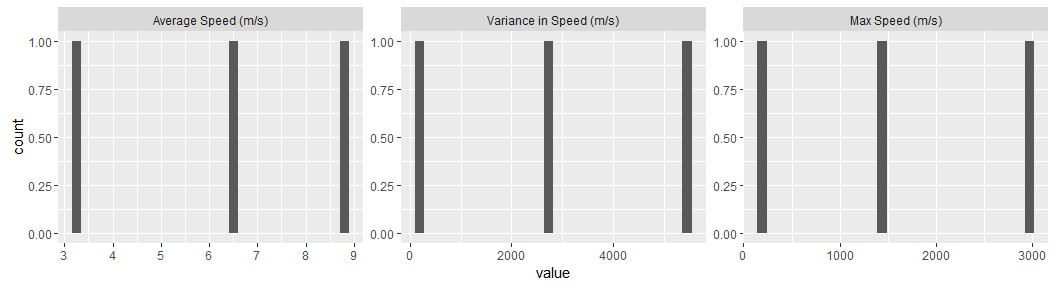 Average Speed (m/s) Variance in Speed (m/s) Max Speed (m/s)
1.00 1.00 1.00
0.75 0.75 0.75
count
0.50 0.50 0.50
0.25 0.25 0.25
0.00 0.00 0.00
3 4 5 6 7 8 9 0 2000 4000 0 1000 2000 3000
value